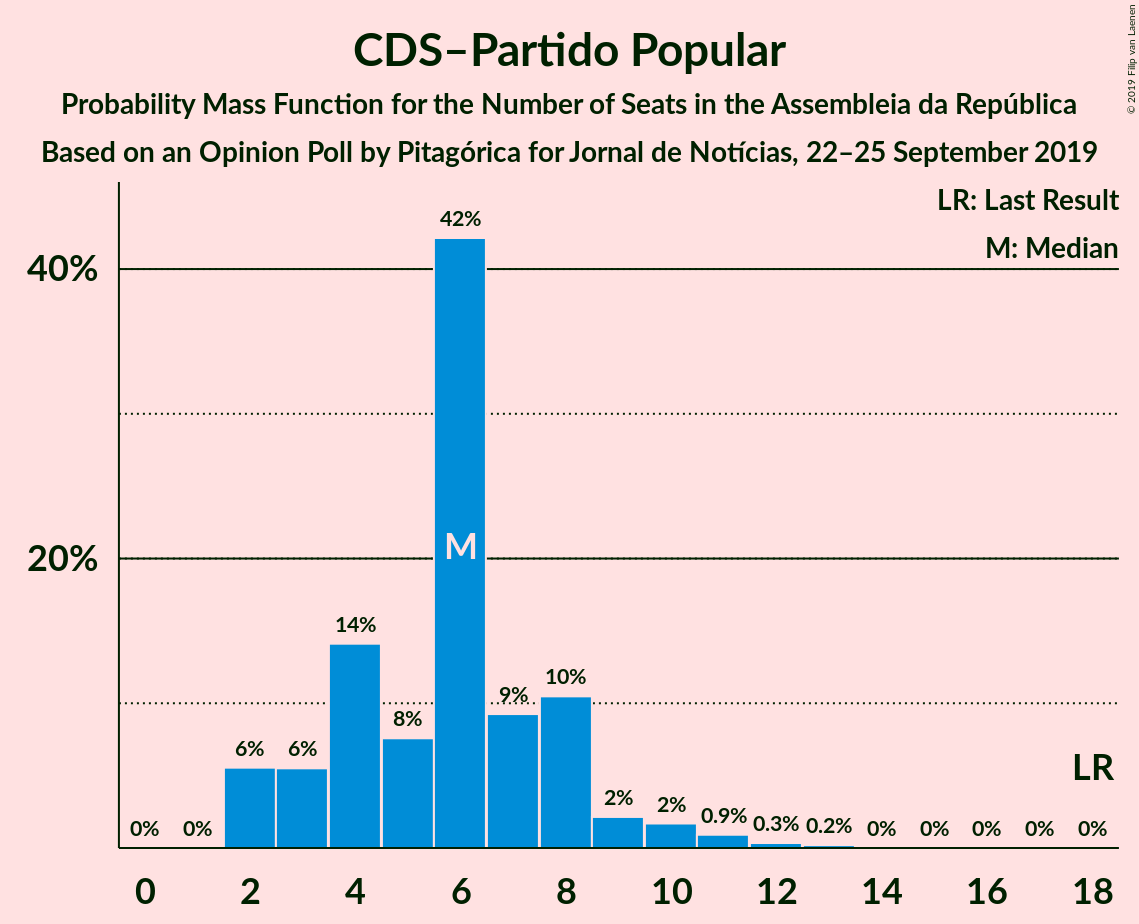 CDS–Partido Popular
Probability Mass Function for the Number of Seats in the Assembleia da República
Based on an Opinion Poll by Pitagórica for Jornal de Notícias, 22–25 September 2019
© 2019 Filip van Laenen
LR: Last Result
M: Median
40%
20%
0%
0%
6%
6%
14%
8%
42%
M
9%
10%
2%
2%
0.9%
0.3%
0.2%
0%
0%
0%
0%
0%
LR
0 2 4 6 8 10 12 14 16 18